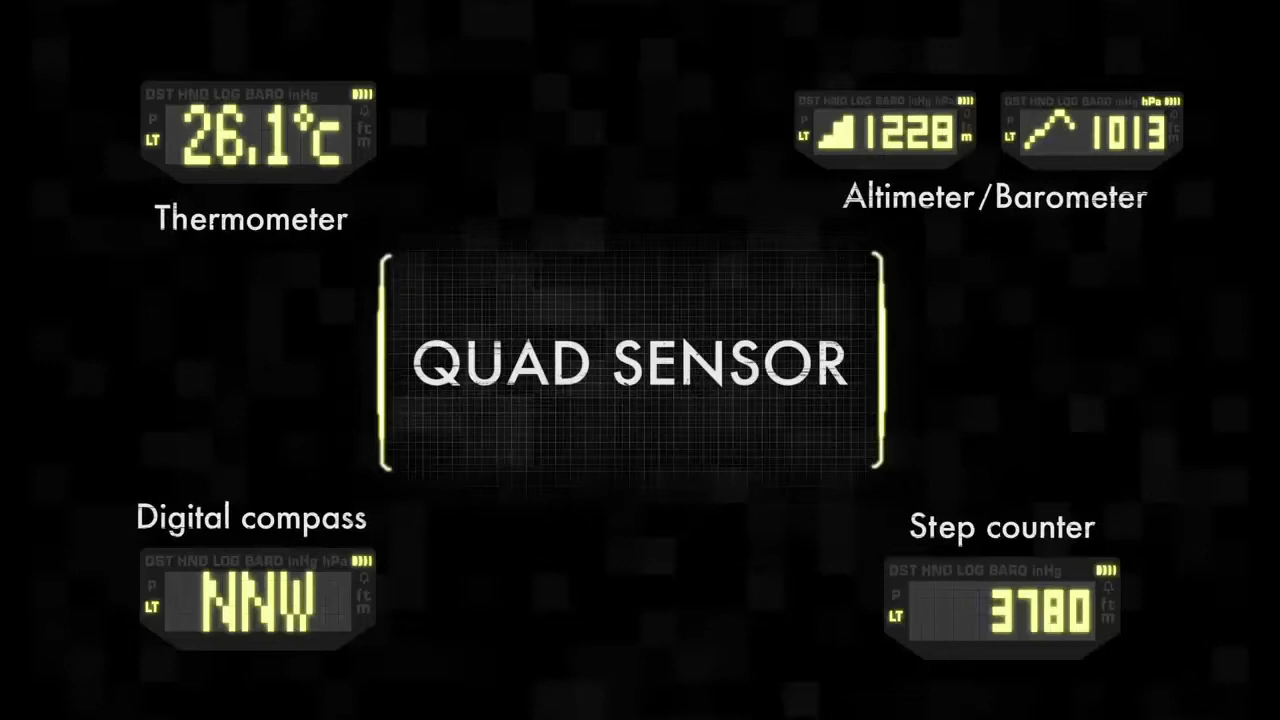 DST HND LOG BARO inHg
P
LT
26.1°C
ft
m
Thermometer
DST HND LOG BARO inHg hPa
P
LT
1228
m
DST HND LOG BARO inHg hPa
P
LT
1013
ft
m
Altimeter/Barometer
QUAD SENSOR
Digital compass
DST HND LOG BARO inHg hPa
P
LT
NNW
ft
m
Step counter
DST HND LOG BARO inHg
P
LT
3780
ft
m